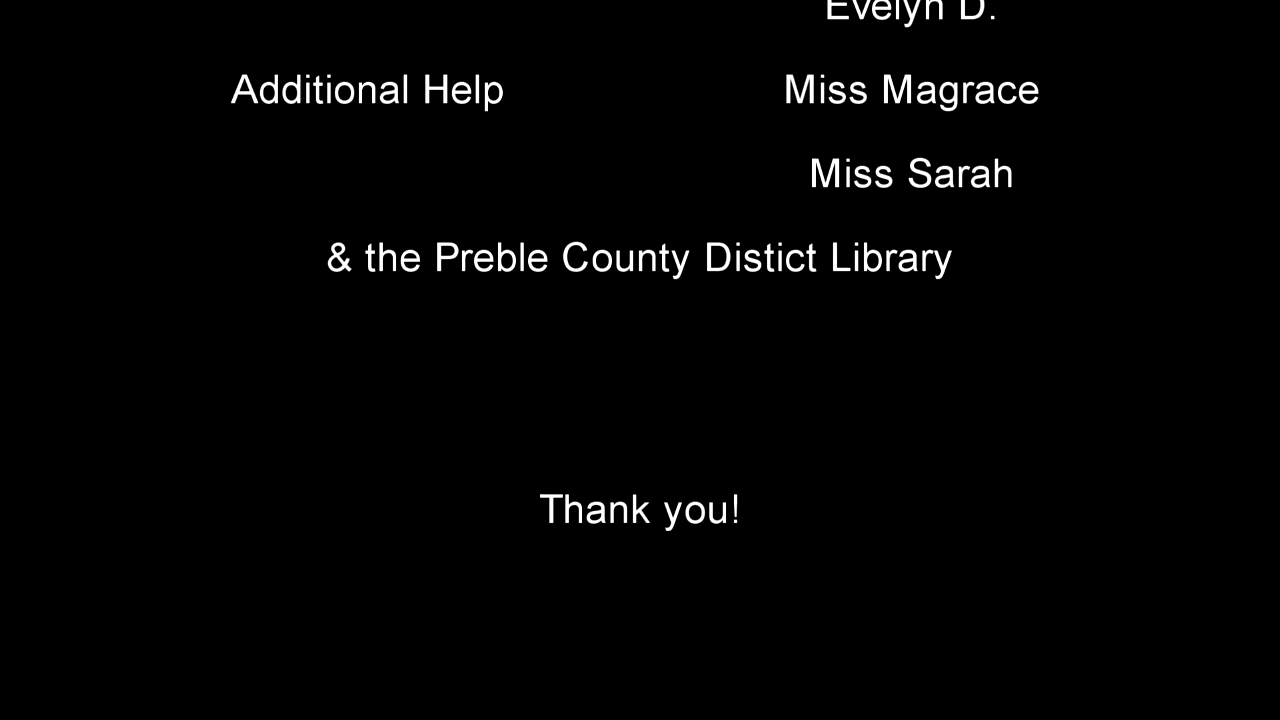 Evelyn D.
Additional Help Miss Magrace
Miss Sarah
& the Preble County Distict Library
Thank you!